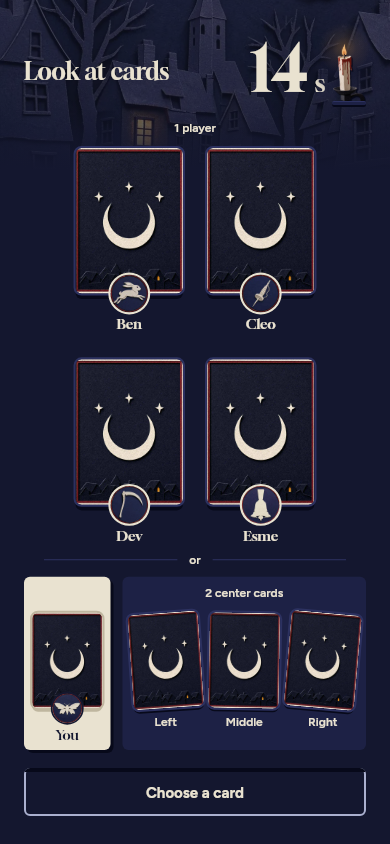 Look at cards
14 s
1 player
Ben
Cleo
Dev
Esme
or
2 center cards
You
Left
Middle
Right
Choose a card